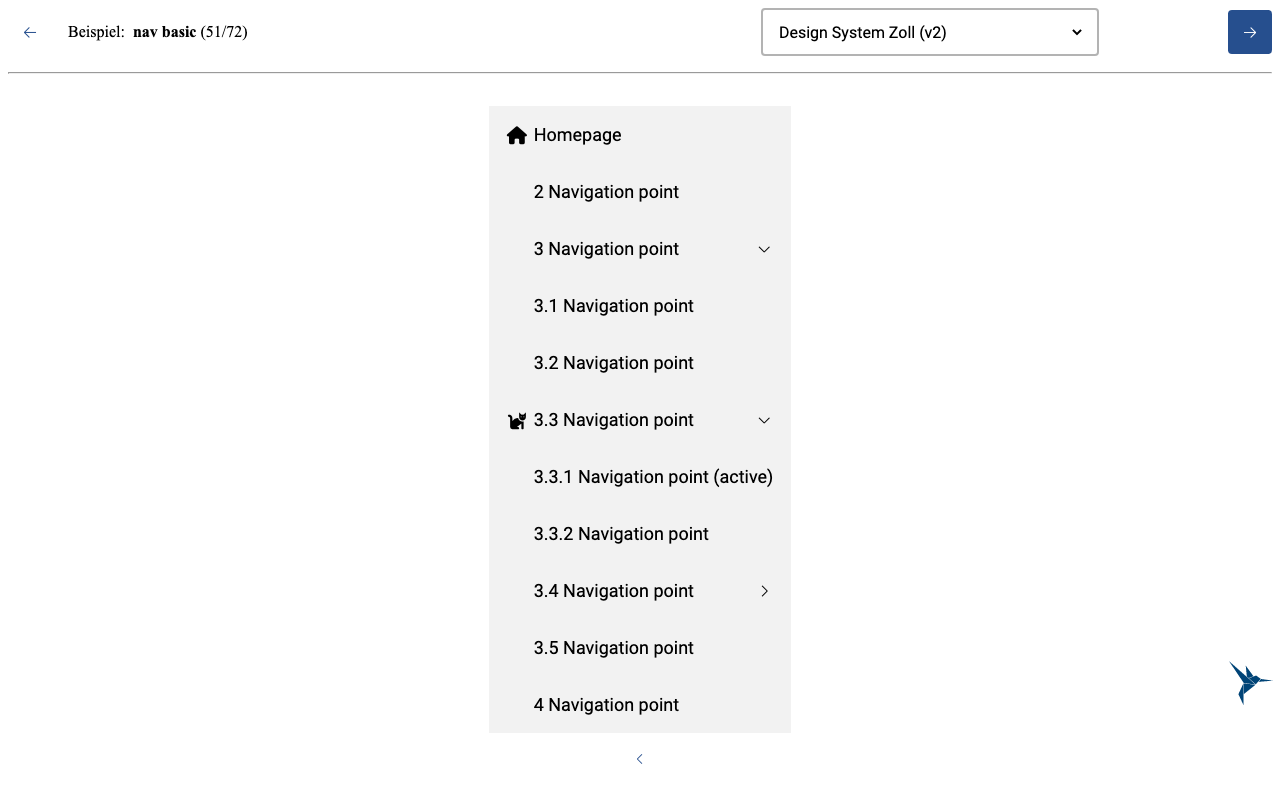 Beispiel: nav basic (51/72)
Design System Zoll (v2)
Homepage
2 Navigation point
3 Navigation point
3.1 Navigation point
3.2 Navigation point
3.3 Navigation point
3.3.1 Navigation point (active)
3.3.2 Navigation point
3.4 Navigation point
3.5 Navigation point
4 Navigation point